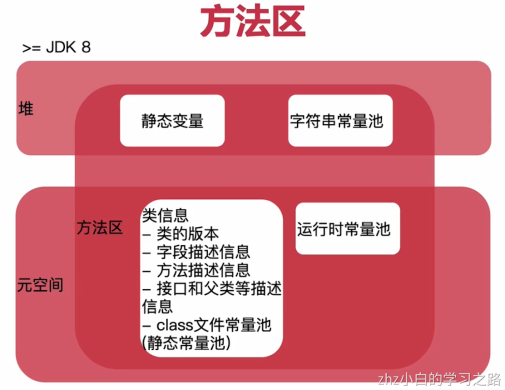 方法区
>= JDK 8
堆
静态变量
字符串常量池
方法区
类信息
- 类的版本
- 字段描述信息
- 方法描述信息
- 接口和父类等描述
信息
- class文件常量池
(静态常量池)
运行时常量池
元空间
zhz小白的学习之路